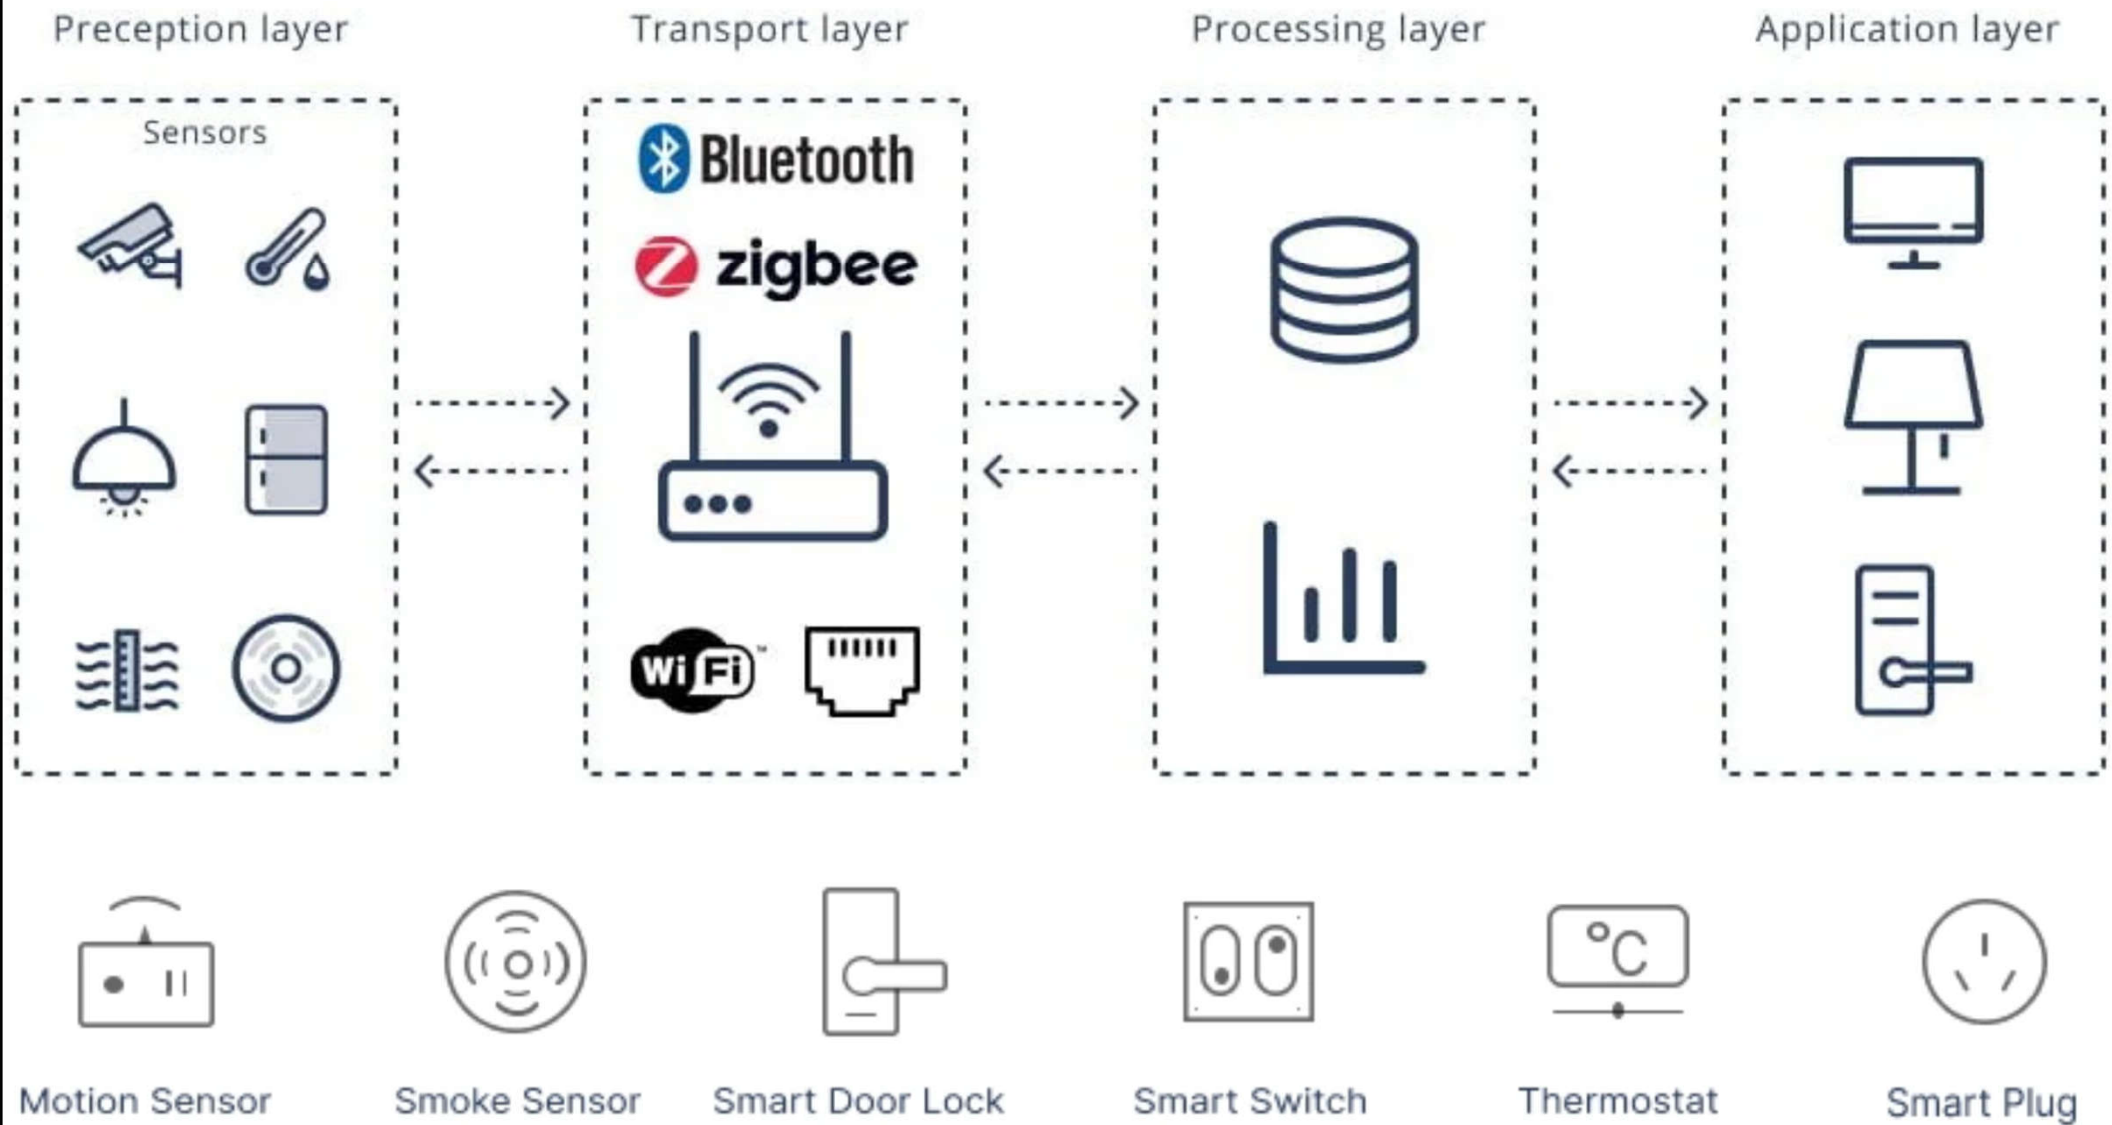 Preception layer
Transport layer
Processing layer
Application layer
Sensors
Bluetooth
zigbee
WiFi™
°C
Motion Sensor
Smoke Sensor
Smart Door Lock
Smart Switch
Thermostat
Smart Plug